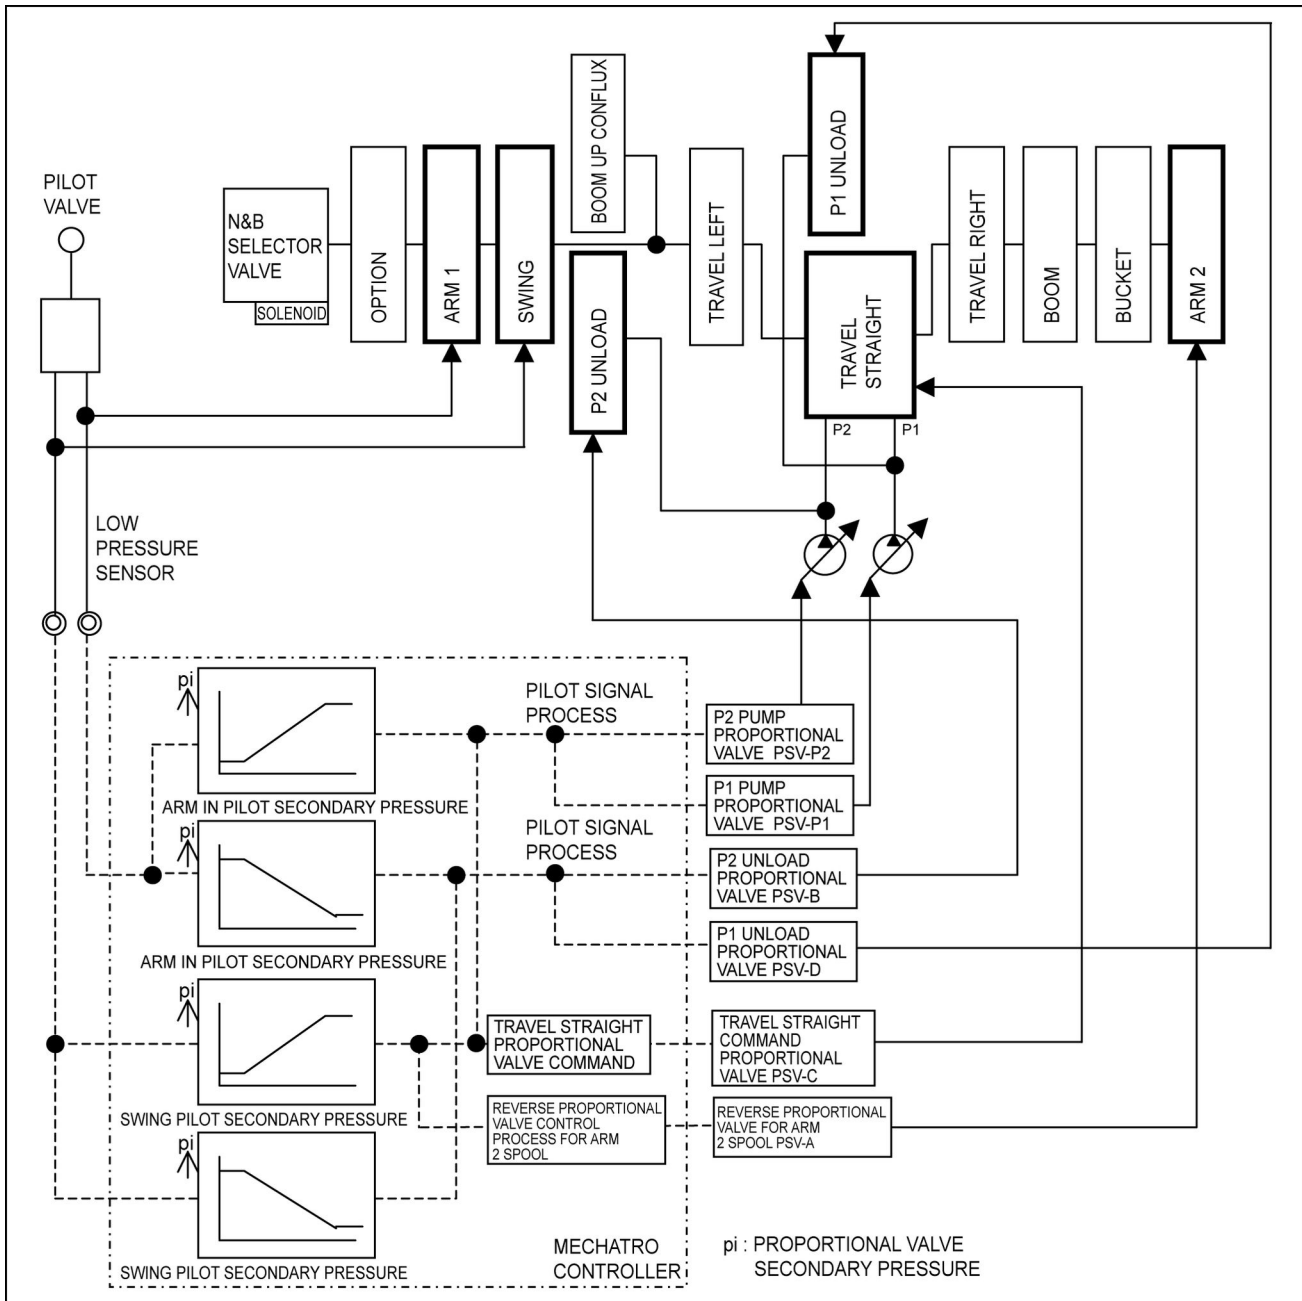 BOOM UP CONFLUX
P1 UNLOAD
PILOT
VALVE
N&B
SELECTOR
VALVE
SOLENOID
OPTION
ARM 1
SWING
P2 UNLOAD
TRAVEL LEFT
TRAVEL
STRAIGHT
TRAVEL RIGHT
BOOM
BUCKET
ARM 2
P2
P1
LOW
PRESSURE
SENSOR
pi
ARM IN PILOT SECONDARY PRESSURE
PILOT SIGNAL
PROCESS
P2 PUMP
PROPORTIONAL
VALVE PSV-P2
P1 PUMP
PROPORTIONAL
VALVE PSV-P1
pi
ARM IN PILOT SECONDARY PRESSURE
PILOT SIGNAL
PROCESS
P2 UNLOAD
PROPORTIONAL
VALVE PSV-B
P1 UNLOAD
PROPORTIONAL
VALVE PSV-D
pi
SWING PILOT SECONDARY PRESSURE
TRAVEL STRAIGHT
PROPORTIONAL
VALVE COMMAND
TRAVEL STRAIGHT
COMMAND
PROPORTIONAL
VALVE PSV-C
REVERSE PROPORTIONAL
VALVE CONTROL
PROCESS FOR ARM
2 SPOOL
REVERSE PROPORTIONAL
VALVE FOR ARM
2 SPOOL PSV-A
pi
SWING PILOT SECONDARY PRESSURE
MECHATRO
CONTROLLER
pi : PROPORTIONAL VALVE
SECONDARY PRESSURE